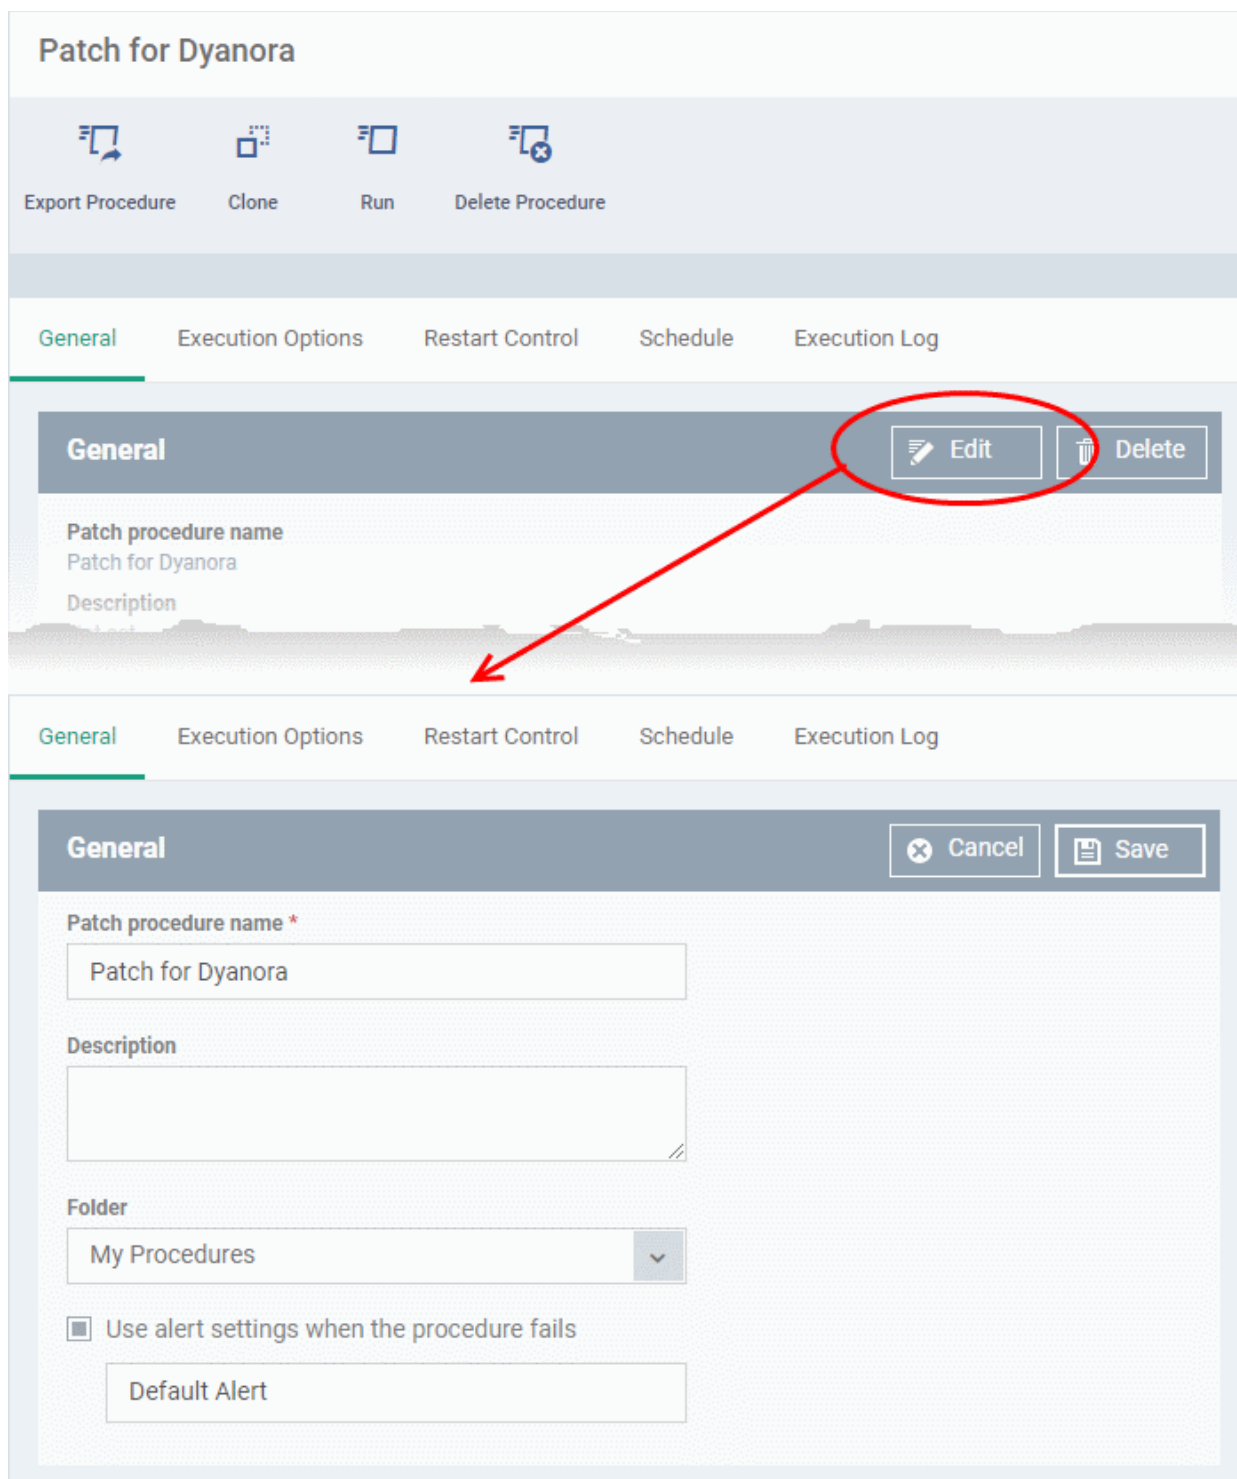 Patch for Dyanora
Export Procedure Clone Run Delete Procedure
General Execution Options Restart Control Schedule Execution Log
General Edit Delete
Patch procedure name
Patch for Dyanora
Description
General Execution Options Restart Control Schedule Execution Log
General Cancel Save
Patch procedure name *
Patch for Dyanora
Description
Folder
My Procedures
Use alert settings when the procedure fails
Default Alert